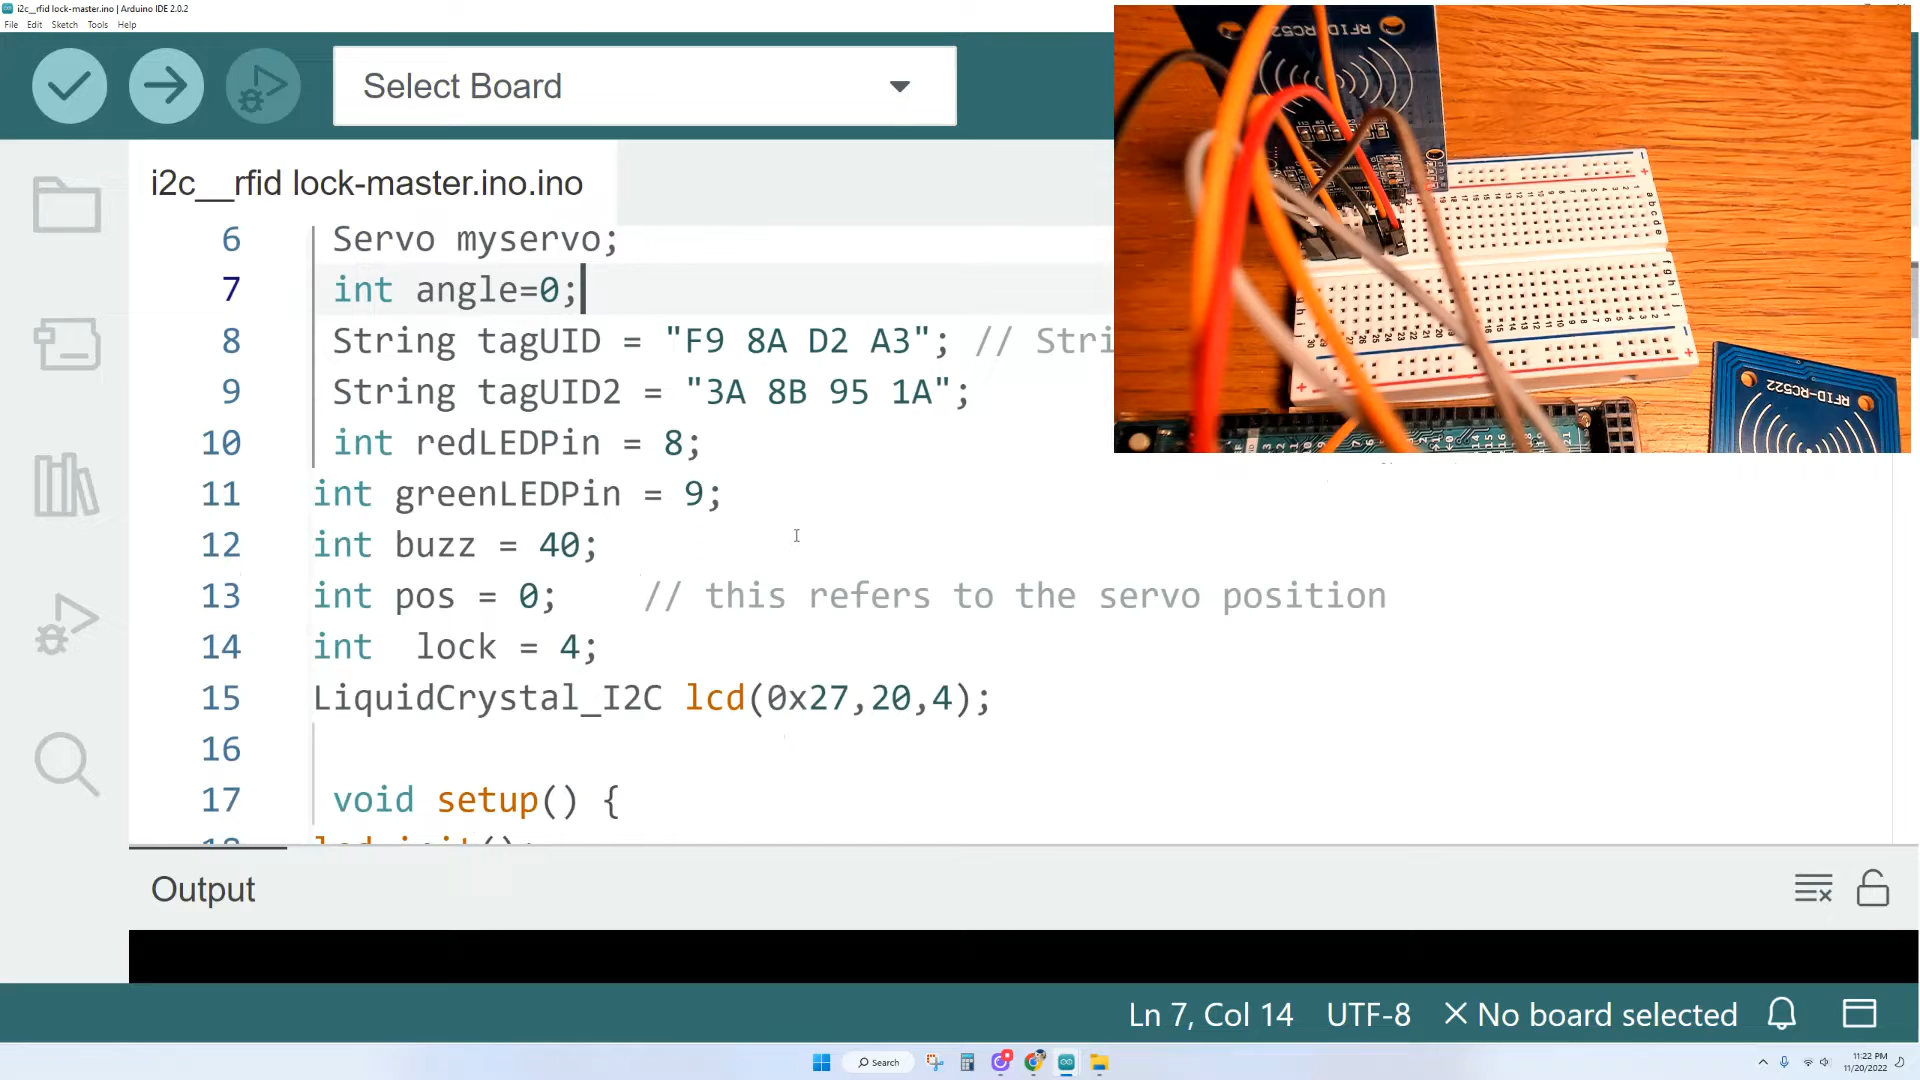 i2c__rfid lock-master.ino | Arduino IDE 2.0.2
File Edit Sketch Tools Help
Select Board
i2c__rfid lock-master.ino.ino
6 Servo myservo;
7 int angle=0;
8 String tagUID = "F9 8A D2 A3"; // Stri
9 String tagUID2 = "3A 8B 95 1A";
10 int redLEDPin = 8;
11 int greenLEDPin = 9;
12 int buzz = 40;
13 int pos = 0; // this refers to the servo position
14 int lock = 4;
15 LiquidCrystal_I2C lcd(0x27,20,4);
16
17 void setup() {
18 lcd.init();
Output
Ln 7, Col 14 UTF-8 No board selected
Search
11:22 PM
11/20/2022
RFID-RC522
RFID-RC522